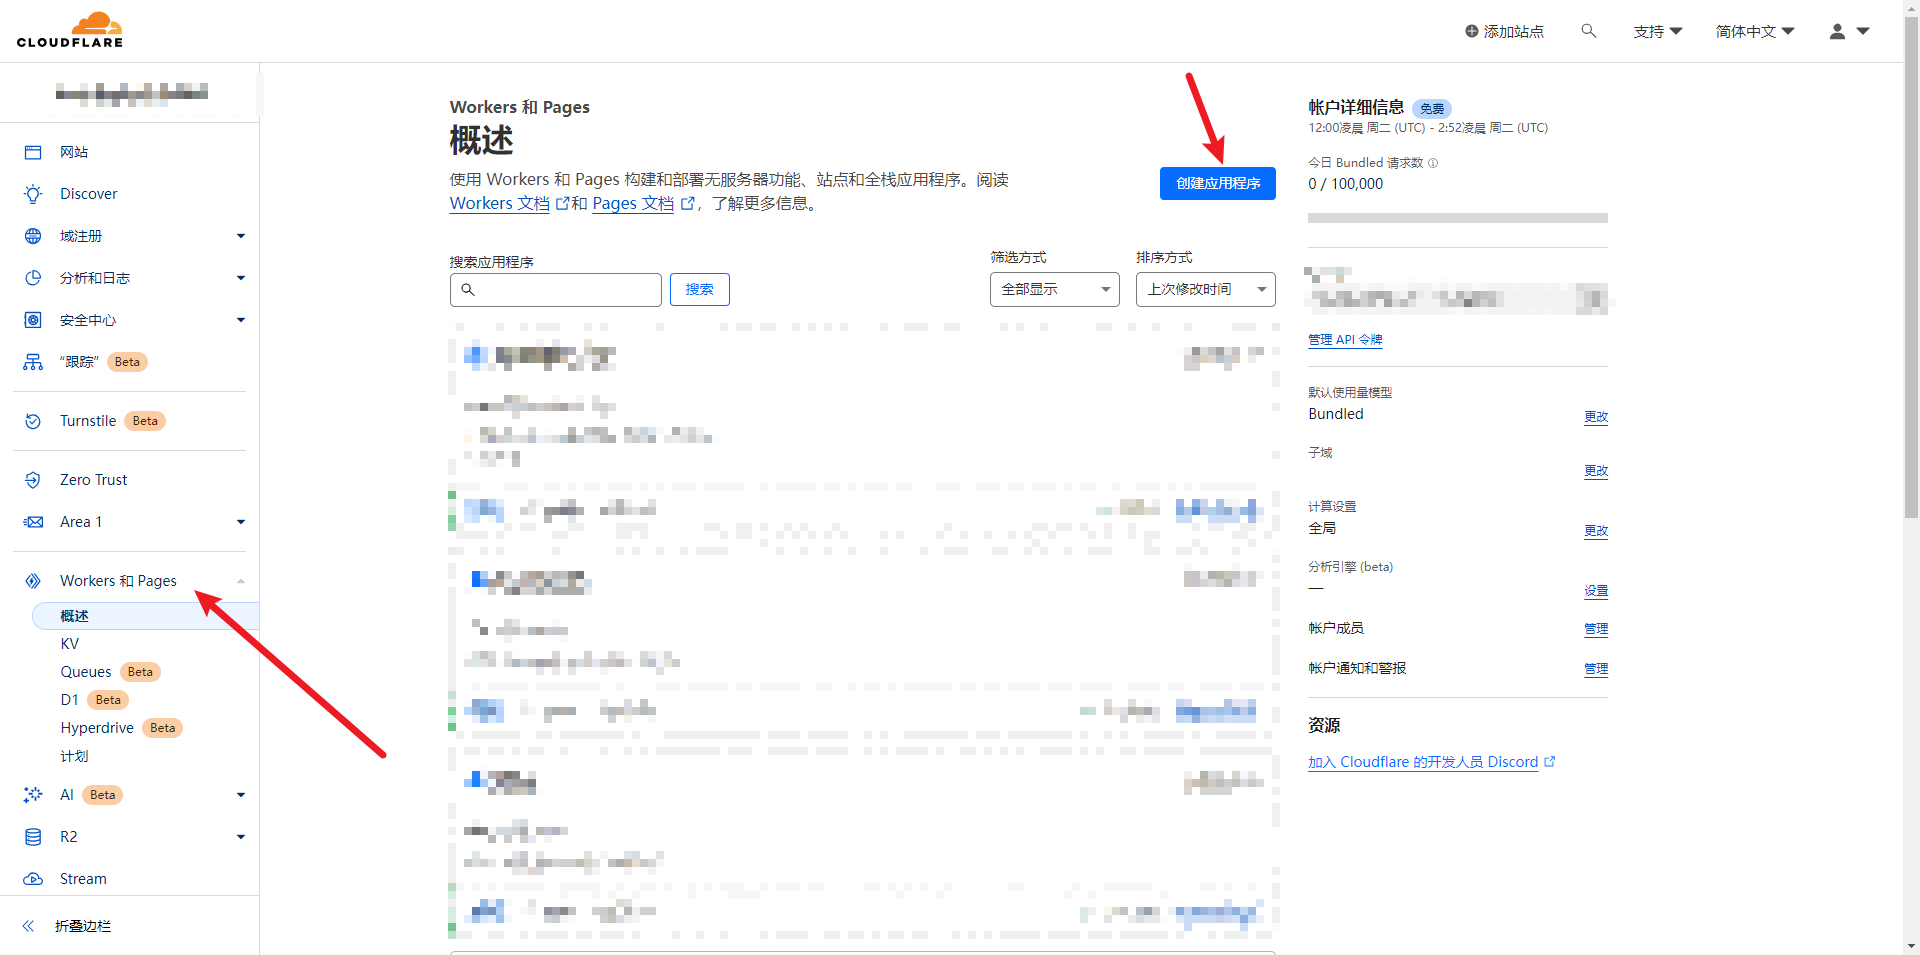 CLOUDFLARE
添加站点
支持
简体中文
网站
Discover
域注册
分析和日志
安全中心
“跟踪” Beta
Turnstile Beta
Zero Trust
Area 1
Workers 和 Pages
概述
KV
Queues Beta
D1 Beta
Hyperdrive Beta
计划
AI Beta
R2
Stream
折叠边栏
Workers 和 Pages
概述
使用 Workers 和 Pages 构建和部署无服务器功能、站点和全栈应用程序。阅读
Workers 文档 和 Pages 文档 ，了解更多信息。
创建应用程序
搜索应用程序
搜索
筛选方式
全部显示
排序方式
上次修改时间
帐户详细信息 免费
12:00凌晨 周二 (UTC) - 2:52凌晨 周二 (UTC)
今日 Bundled 请求数
0 / 100,000
管理 API 令牌
默认使用量模型
Bundled 更改
子域
更改
计算设置
全局 更改
分析引擎 (beta)
— 设置
帐户成员 管理
帐户通知和警报 管理
资源
加入 Cloudflare 的开发人员 Discord